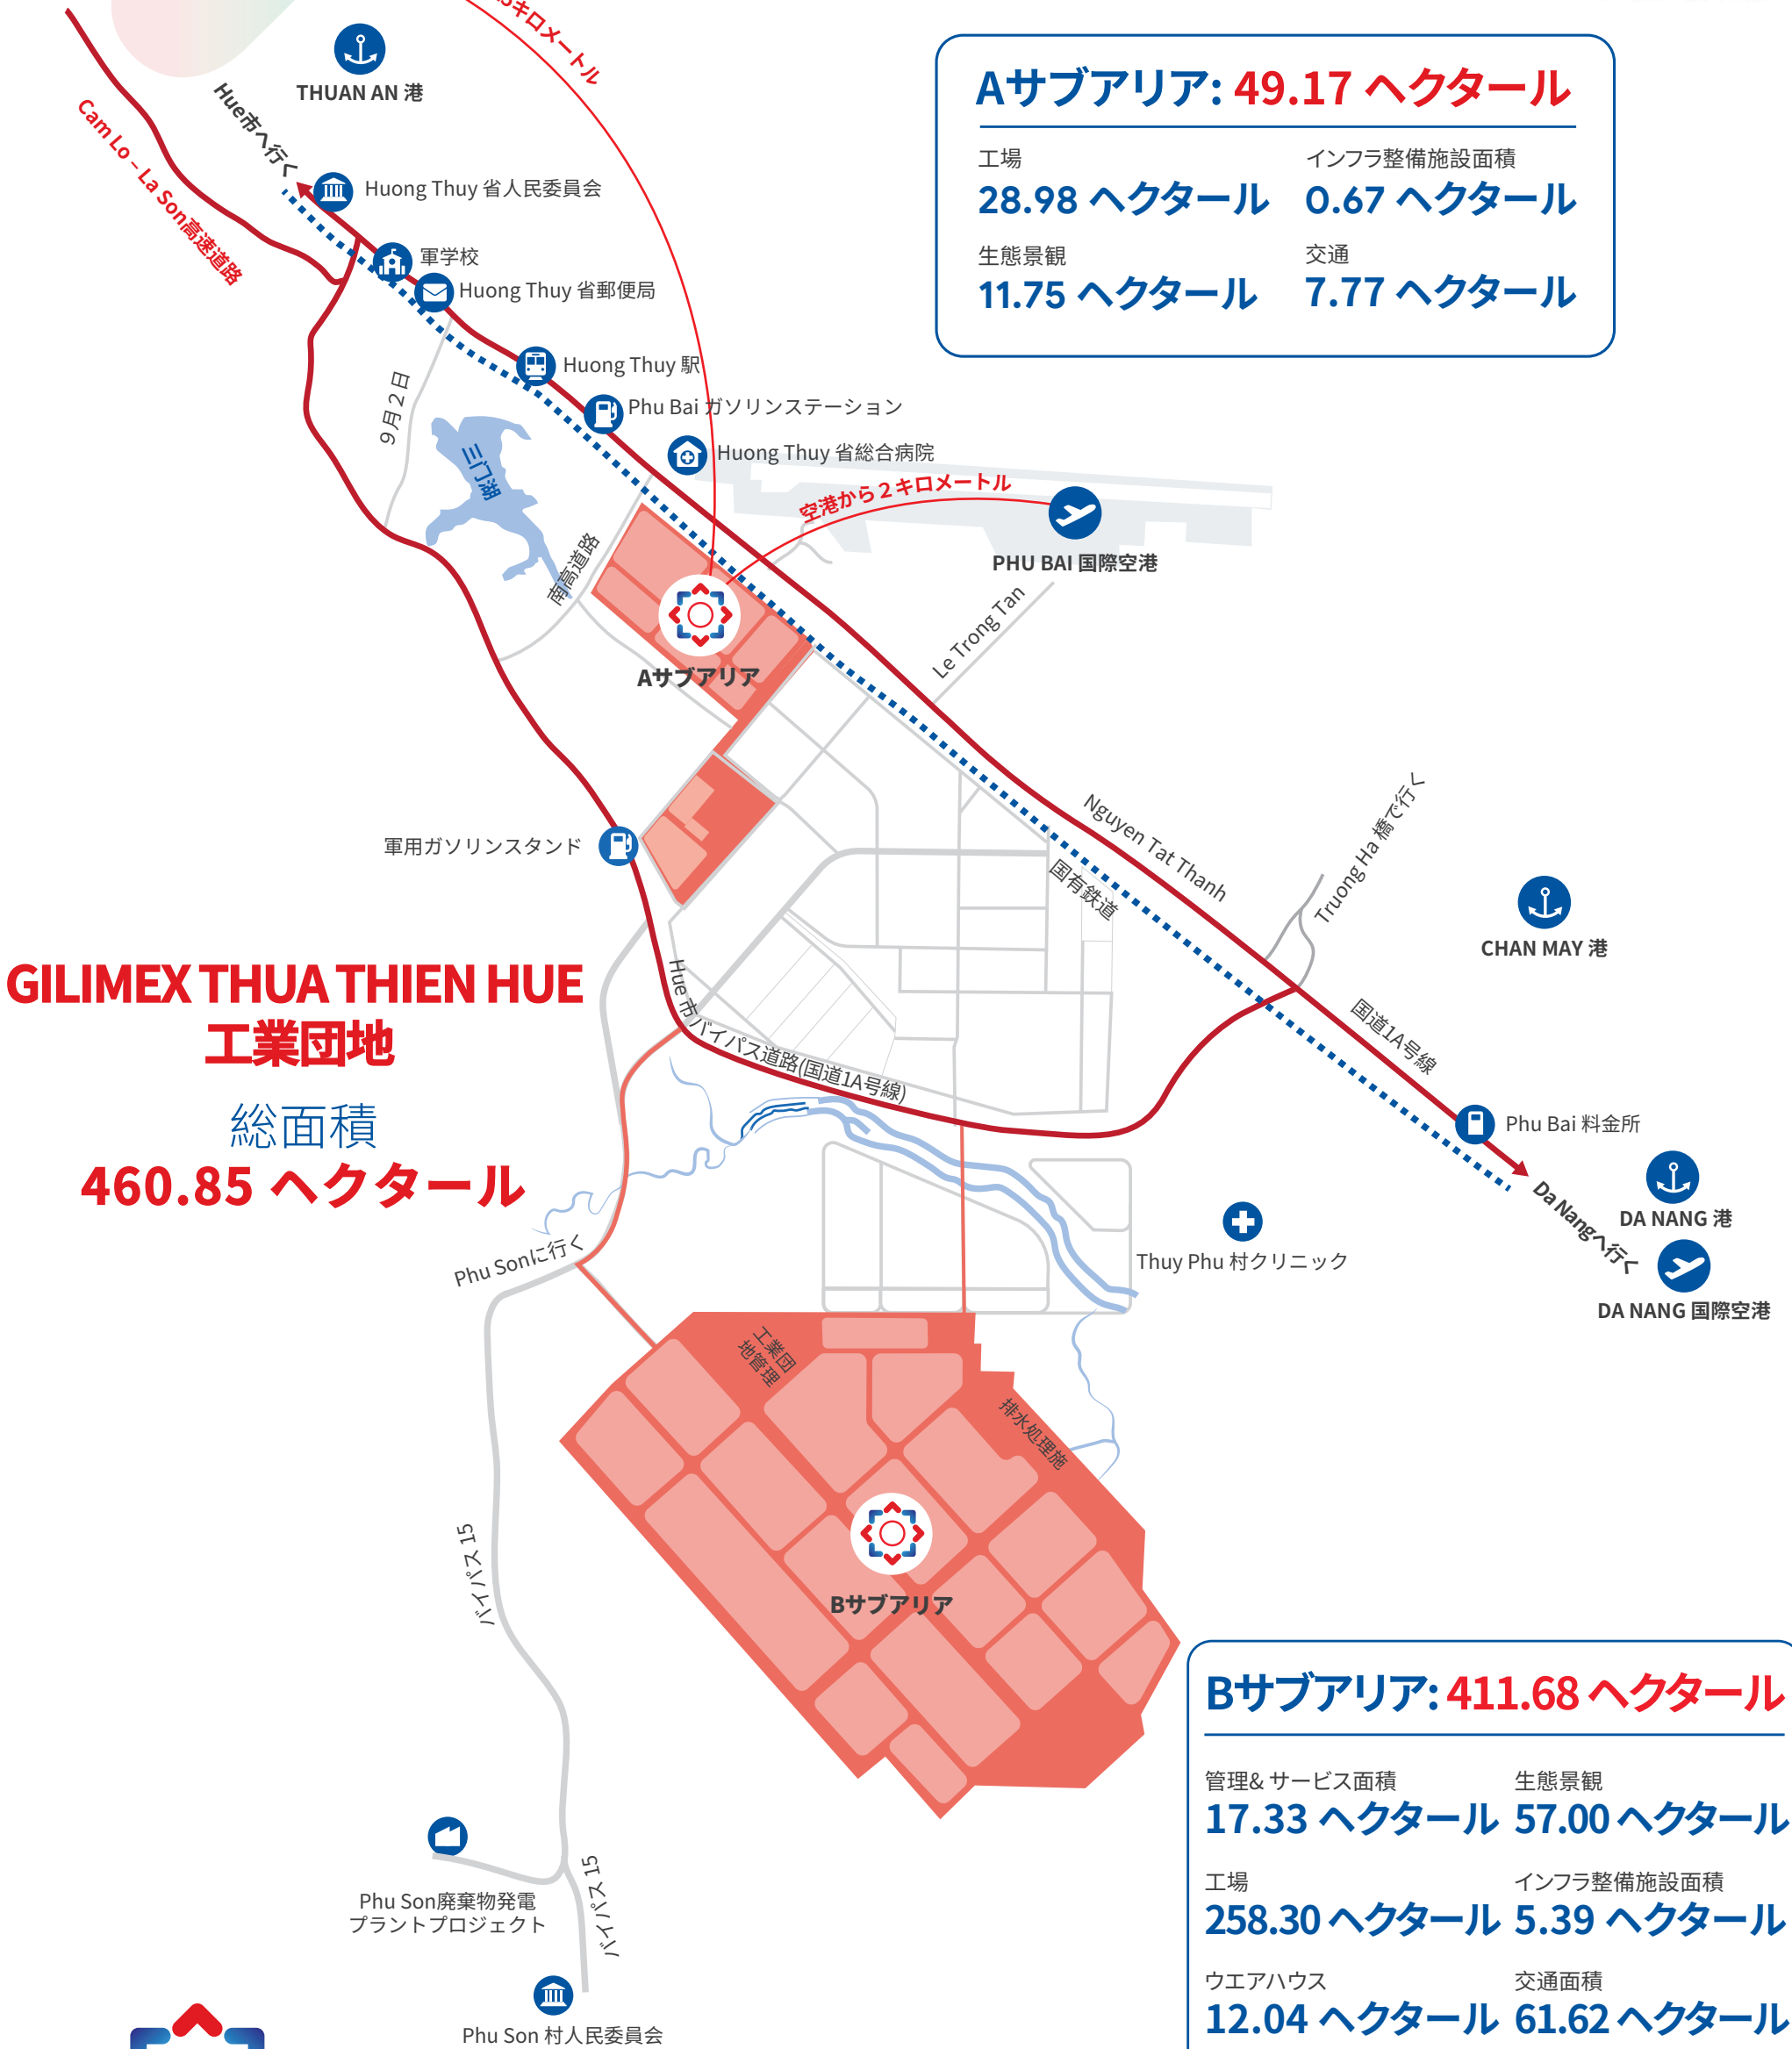 キロメートル
THUAN AN 港
Hue市へ行く
Cam Lo – La Son高速道路
Huong Thuy 省人民委員会
軍学校
Huong Thuy 省郵便局
Huong Thuy 駅
Phu Bai ガソリンステーション
Huong Thuy 省総合病院
9月2日
三门湖
南高道路
空港から2キロメートル
PHU BAI 国際空港
Le Trong Tan
Aサブアリア
Aサブアリア: 49.17 ヘクタール
工場
28.98 ヘクタール
インフラ整備施設面積
0.67 ヘクタール
生態景観
11.75 ヘクタール
交通
7.77 ヘクタール
軍用ガソリンスタンド
Nguyen Tat Thanh
国有鉄道
Truong Ha 橋で行く
CHAN MAY 港
GILIMEX THUA THIEN HUE
工業団地
総面積
460.85 ヘクタール
Hue 市バイパス道路(国道1A号線)
国道1A号線
Phu Bai 料金所
Da Nangへ行く
DA NANG 港
DA NANG 国際空港
Thuy Phu 村クリニック
Phu Sonに行く
工業団
地管理
排水処理施
Bサブアリア
バイパス 15
バイパス 15
Phu Son廃棄物発電
プラントプロジェクト
Phu Son 村人民委員会
Bサブアリア: 411.68 ヘクタール
管理& サービス面積
17.33 ヘクタール
生態景観
57.00 ヘクタール
工場
258.30 ヘクタール
インフラ整備施設面積
5.39 ヘクタール
ウエアハウス
12.04 ヘクタール
交通面積
61.62 ヘクタール